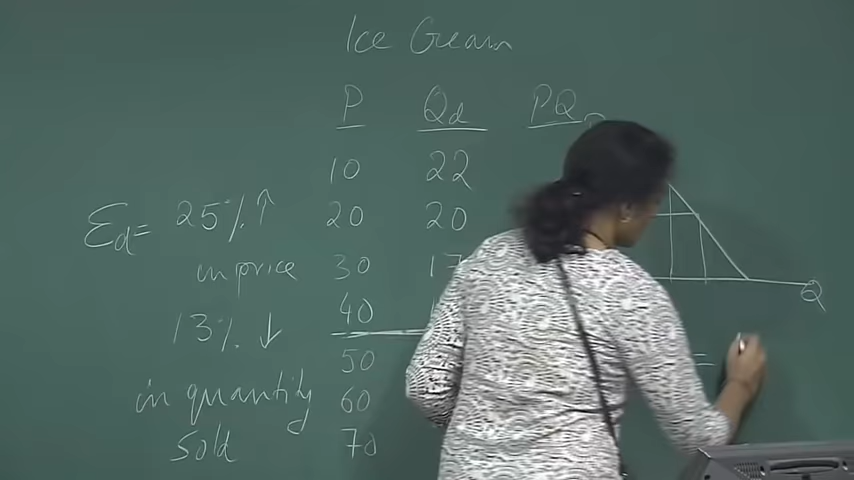 Ice Cream
P Qd PQ
10 22
20 20
30
40
50
60
70
Ed = 25% ↑
in price
13% ↓
in quantity
sold
Q
=